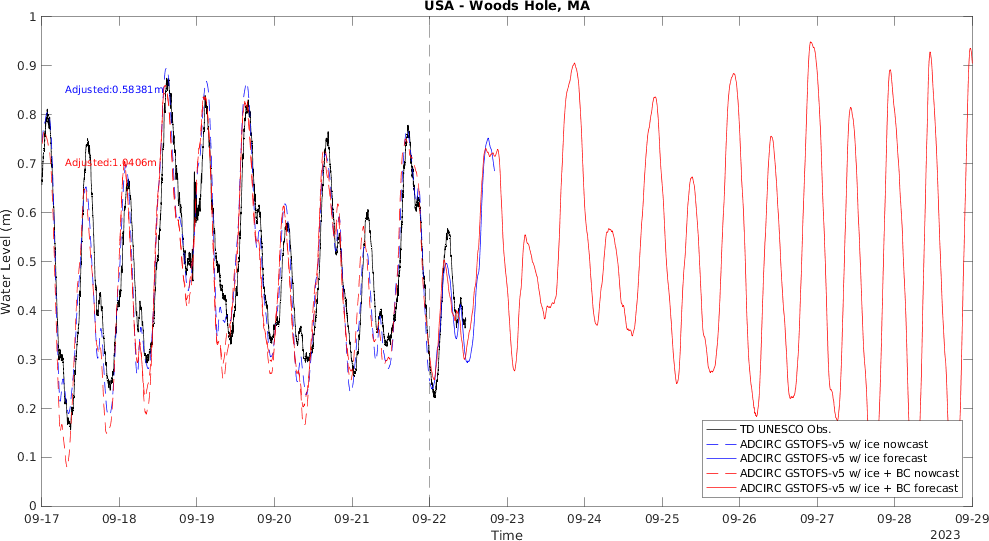 USA - Woods Hole, MA
1
0.9
0.8
0.7
0.6
0.5
0.4
0.3
0.2
0.1
0
Water Level (m)
Adjusted:0.58381m
Adjusted:1.0406m
TD UNESCO Obs.
ADCIRC GSTOFS-v5 w/ ice nowcast
ADCIRC GSTOFS-v5 w/ ice forecast
ADCIRC GSTOFS-v5 w/ ice + BC nowcast
ADCIRC GSTOFS-v5 w/ ice + BC forecast
09-17 09-18 09-19 09-20 09-21 09-22 09-23 09-24 09-25 09-26 09-27 09-28 09-29
Time
2023